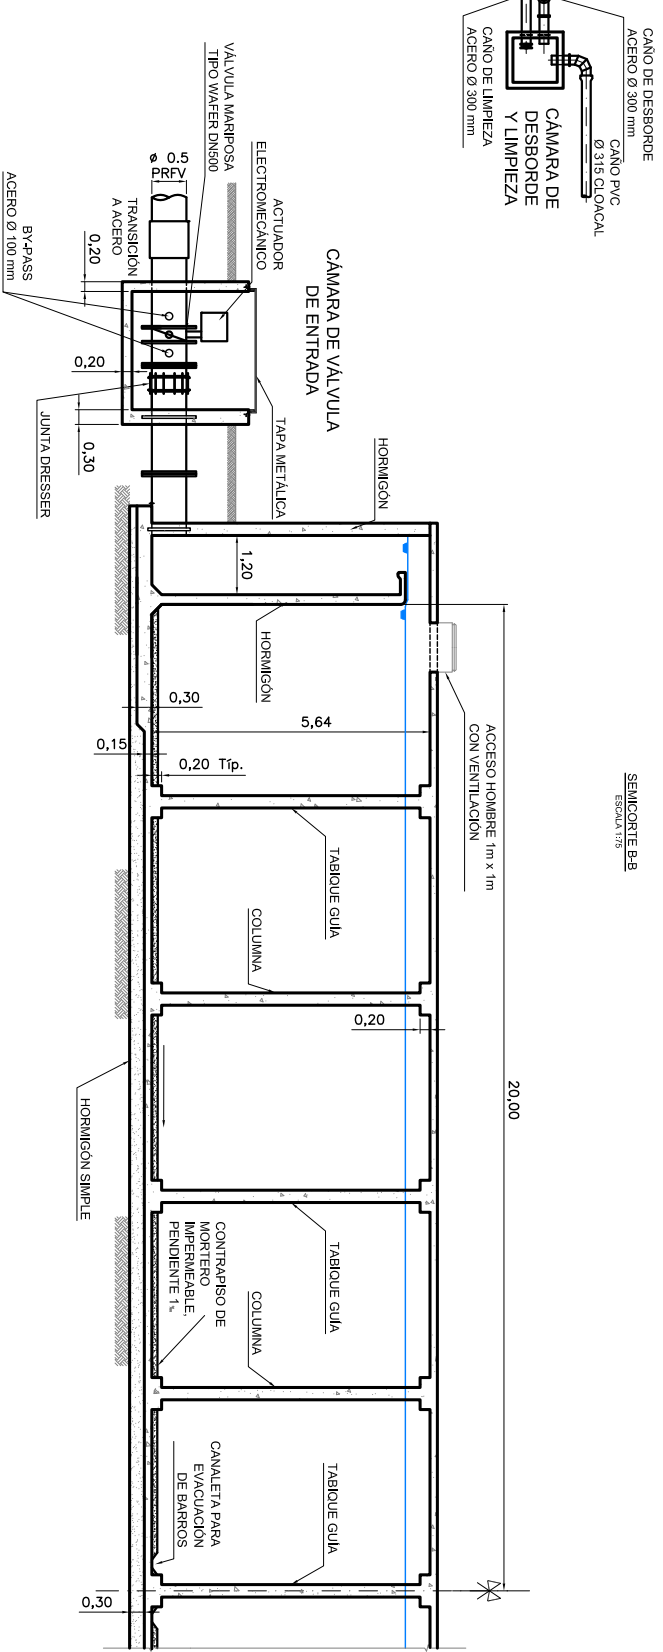 CAÑO DE DESBORDE
ACERO Ø 300 mm
CAÑO PVC
Ø 315 CLOACAL
CÁMARA DE
DESBORDE
Y LIMPIEZA
CAÑO DE LIMPIEZA
ACERO Ø 300 mm
SEMICORTE B-B
ESCALA 1:75
VÁLVULA MARIPOSA
TIPO WAFER DN500
ACTUADOR
ELECTROMECÁNICO
CÁMARA DE VÁLVULA
DE ENTRADA
TAPA METÁLICA
HORMIGÓN
ø 0.5
PRFV
TRANSICIÓN
A ACERO
0,20
BY-PASS
ACERO Ø 100 mm
0,20
0,30
JUNTA DRESSER
1,20
HORMIGÓN
ACCESO HOMBRE 1m x 1m
CON VENTILACIÓN
5,64
0,30
0,15
0,20 Típ.
20,00
TABIQUE GUÍA
COLUMNA
0,20
HORMIGÓN SIMPLE
TABIQUE GUÍA
COLUMNA
CONTRAPISO DE
MORTERO
IMPERMEABLE,
PENDIENTE 1%
TABIQUE GUÍA
CANALETA PARA
EVACUACIÓN
DE BARROS
0,30